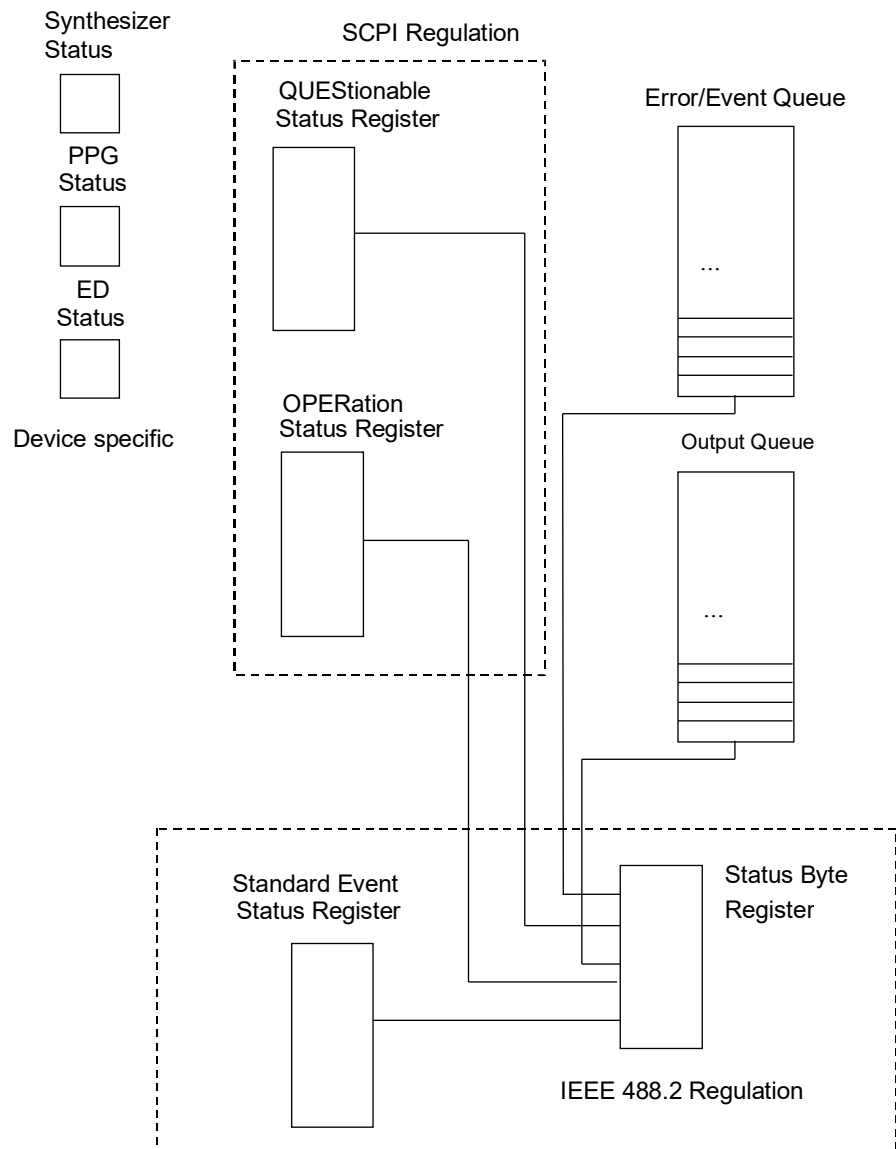 Synthesizer
Status
PPG
Status
ED
Status
Device specific
SCPI Regulation
QUEStionable
Status Register
OPERation
Status Register
Error/Event Queue
...
Output Queue
...
Standard Event
Status Register
Status Byte
Register
IEEE 488.2 Regulation